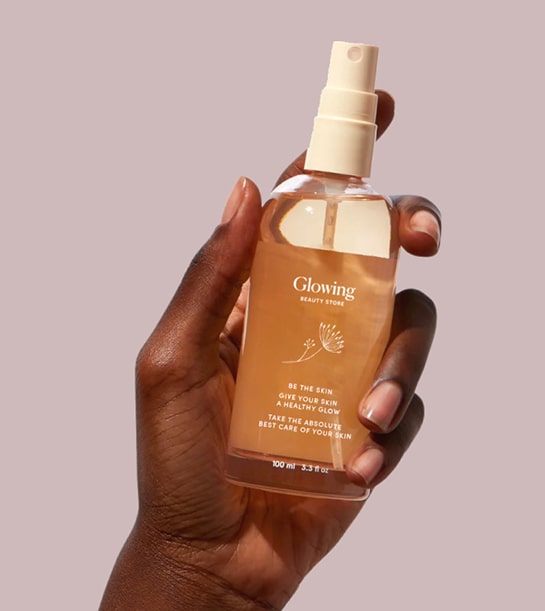 Glowing
BEAUTY STORE
BE THE SKIN
GIVE YOUR SKIN
A HEALTHY GLOW
TAKE THE ABSOLUTE
BEST CARE OF YOUR SKIN
100 ml 3.3 fl oz